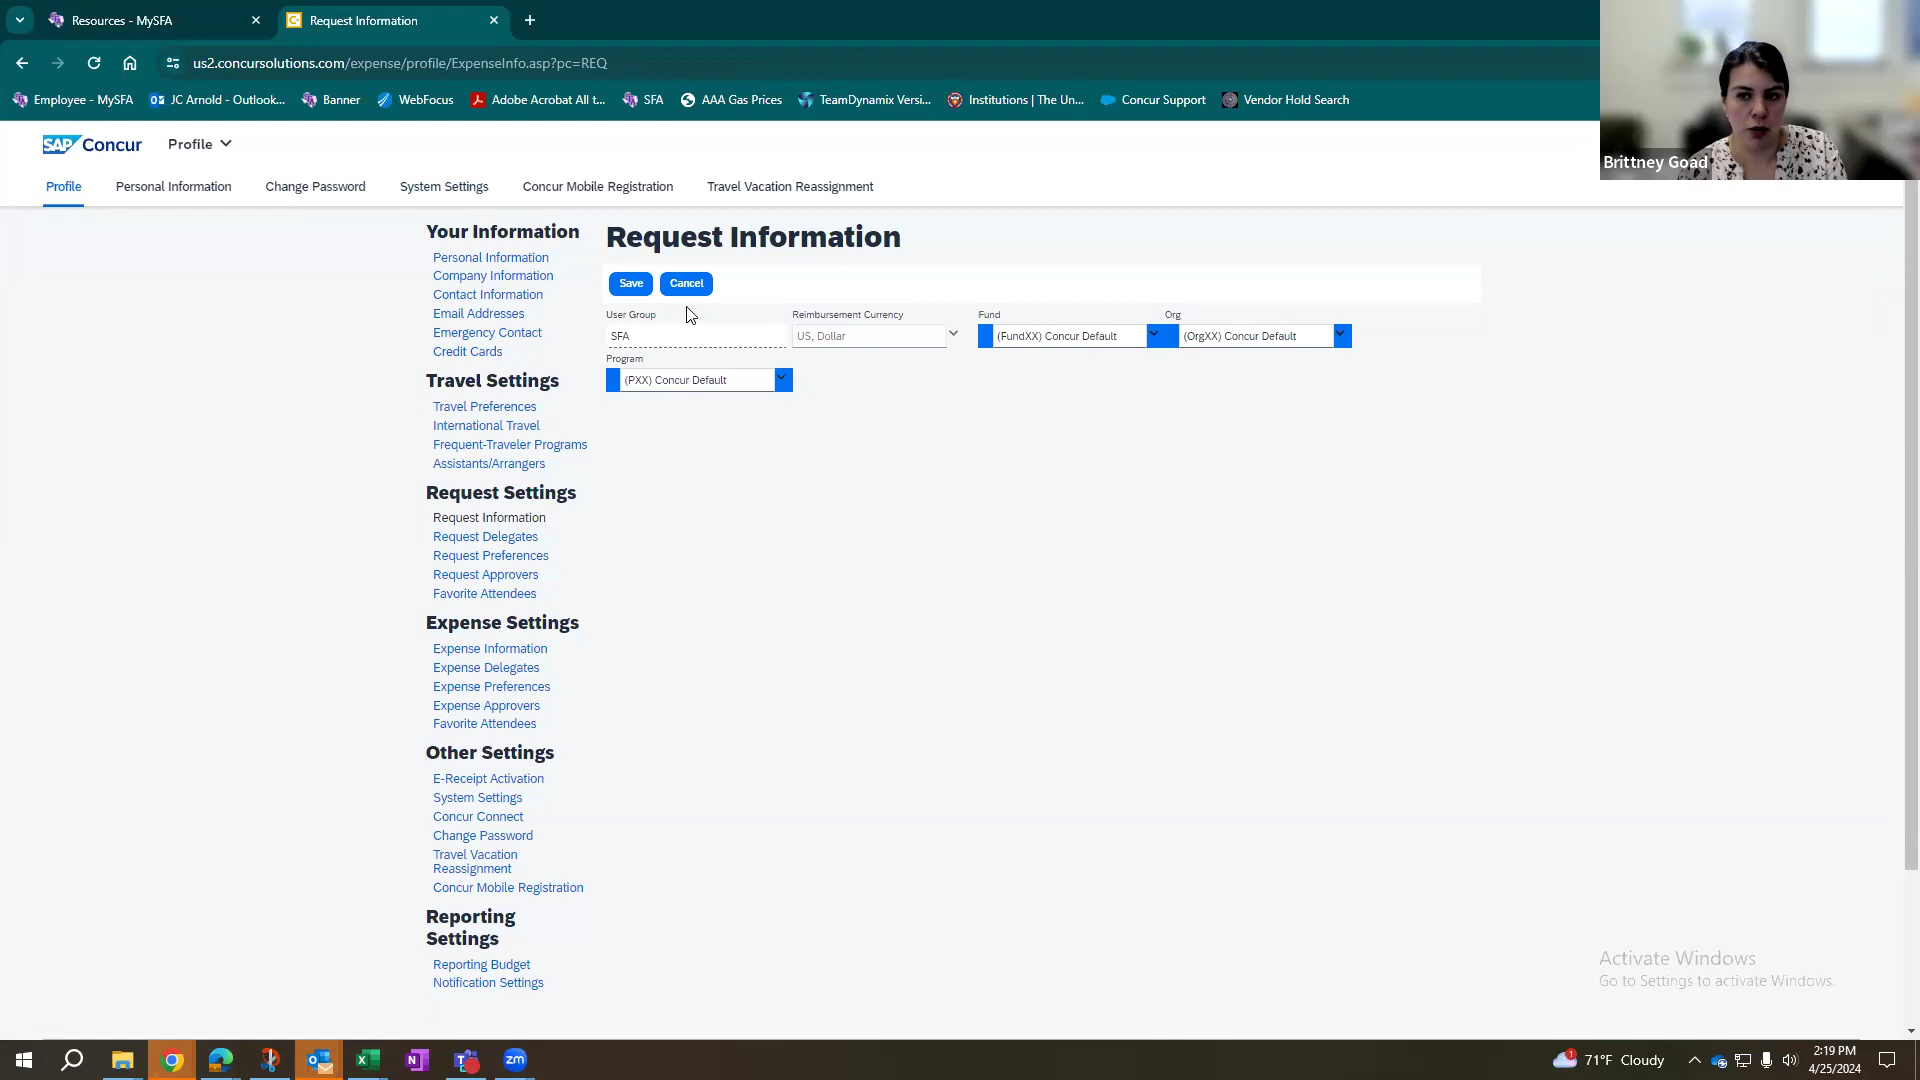 Resources - MySFA
Request Information
us2.concursolutions.com/expense/profile/ExpenseInfo.asp?pc=REQ
Employee - MySFA
JC Arnold - Outlook...
Banner
WebFocus
Adobe Acrobat All t...
SFA
AAA Gas Prices
TeamDynamix Versi...
Institutions | The Un...
Concur Support
Vendor Hold Search
Brittney Goad
SAP Concur
Profile
Profile
Personal Information
Change Password
System Settings
Concur Mobile Registration
Travel Vacation Reassignment
Your Information
Personal Information
Company Information
Contact Information
Email Addresses
Emergency Contact
Credit Cards
Travel Settings
Travel Preferences
International Travel
Frequent-Traveler Programs
Assistants/Arrangers
Request Settings
Request Information
Request Delegates
Request Preferences
Request Approvers
Favorite Attendees
Expense Settings
Expense Information
Expense Delegates
Expense Preferences
Expense Approvers
Favorite Attendees
Other Settings
E-Receipt Activation
System Settings
Concur Connect
Change Password
Travel Vacation
Reassignment
Concur Mobile Registration
Reporting
Settings
Reporting Budget
Notification Settings
Request Information
Save
Cancel
User Group
Reimbursement Currency
Fund
Org
SFA
US, Dollar
(FundXX) Concur Default
(OrgXX) Concur Default
Program
(PXX) Concur Default
Activate Windows
Go to Settings to activate Windows.
zm
1
71°F Cloudy
2:19 PM
4/25/2024